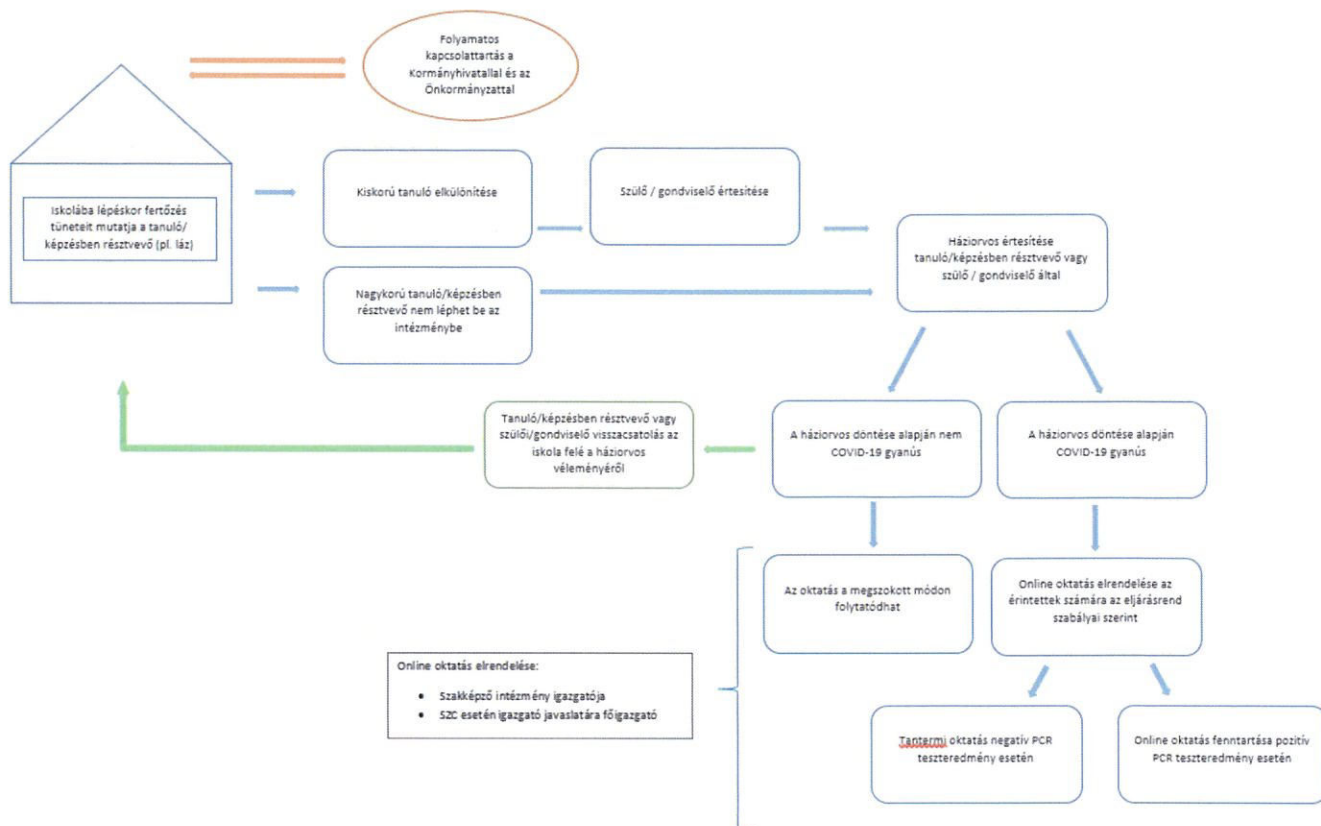 Folyamatos
kapcsolattartás a
Kormányhivatallal és az
Önkormányzattal
Iskolába lépéskor fertőzés
tüneteit mutatja a tanuló/
képzésben résztvevő (pl. láz)
Kiskorú tanuló elkülönítése
Szülő / gondviselő értesítése
Nagykorú tanuló/képzésben
résztvevő nem léphet be az
intézménybe
Háziorvos értesítése
tanuló/képzésben résztvevő vagy
szülő / gondviselő által
Tanuló/képzésben résztvevő vagy
szülői/gondviselő visszacsatolás az
iskola felé a háziorvos
véleményéről
A háziorvos döntése alapján nem
COVID-19 gyanús
A háziorvos döntése alapján
COVID-19 gyanús
Az oktatás a megszokott módon
folytatódhat
Online oktatás elrendelése az
érintettek számára az eljárásrend
szabályai szerint
Online oktatás elrendelése:
• Szakképző intézmény igazgatója
• SZC esetén igazgató javaslatára főigazgató
Tantermi oktatás negatív PCR
teszteredmény esetén
Online oktatás fenntartása pozitív
PCR teszteredmény esetén